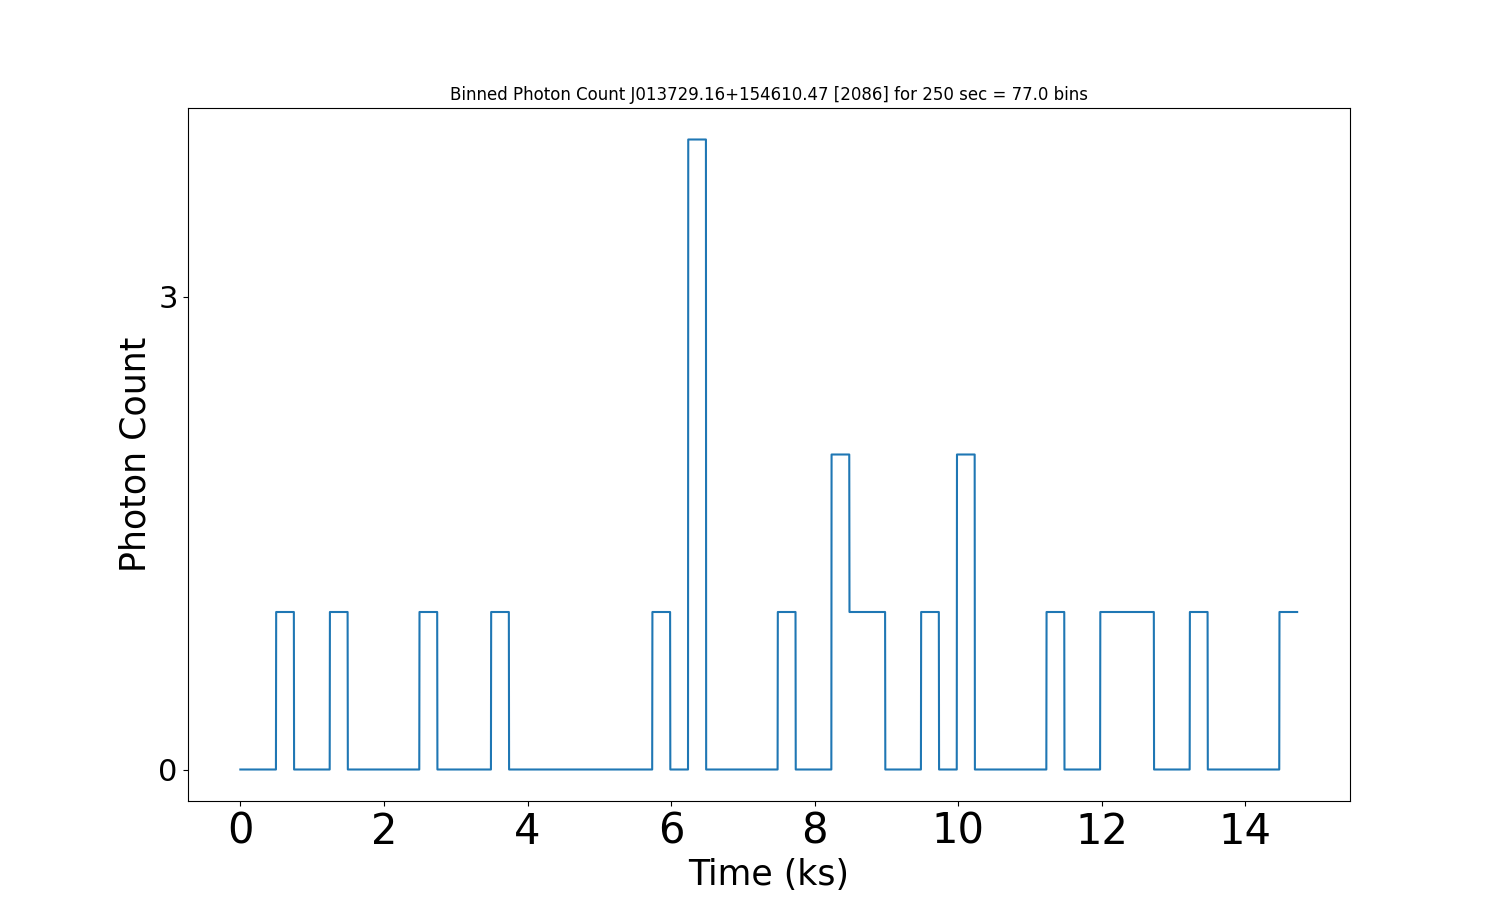 Binned Photon Count J013729.16+154610.47 [2086] for 250 sec = 77.0 bins
3
0
Photon Count
0 2 4 6 8 10 12 14
Time (ks)